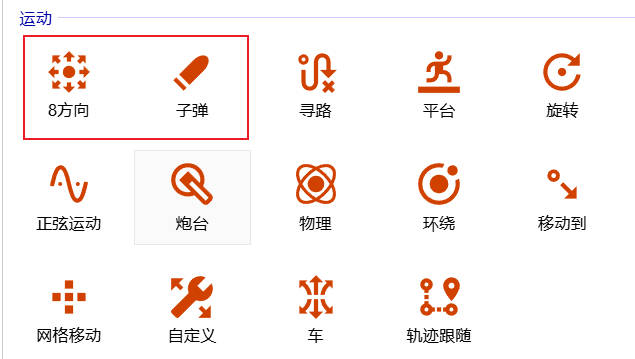 运动
8方向 子弹 寻路 平台 旋转
正弦运动 炮台 物理 环绕 移动到
网格移动 自定义 车 轨迹跟随